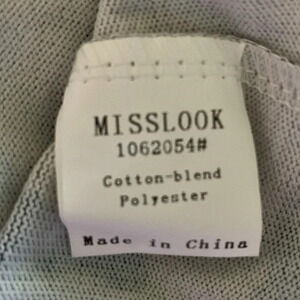 MISSLOOK
1062054#
Cotton-blend
Polyester
Made in China